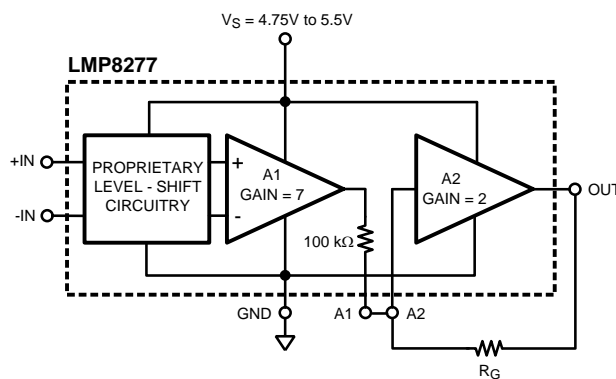 V_S = 4.75V to 5.5V
LMP8277
+IN
-IN
PROPRIETARY
LEVEL - SHIFT
CIRCUITRY
+
-
A1
GAIN = 7
A2
GAIN = 2
OUT
100 kΩ
GND
A1
A2
R_G